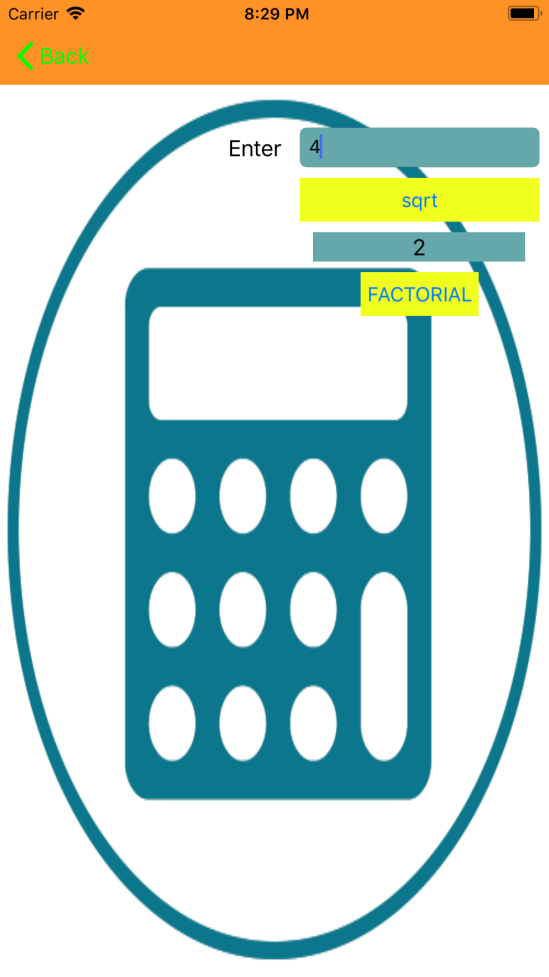 Carrier 8:29 PM
Back
Enter 4
sqrt
2
FACTORIAL